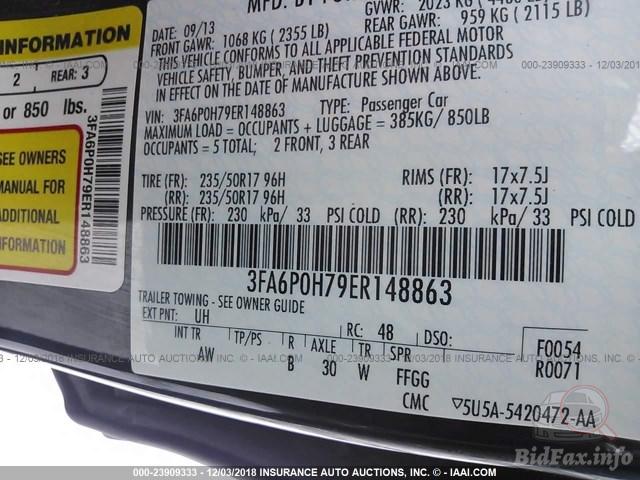 INFORMATION
2
REAR: 3
or 850 lbs.
SEE OWNERS
MANUAL FOR
ADDITIONAL
INFORMATION
3FA6P0H79ER148863
DATE: 09/13
GVWR: 2023 KG
FRONT GAWR: 1068 KG ( 2355 LB)
REAR GAWR: 959 KG ( 2115 LB)
THIS VEHICLE CONFORMS TO ALL APPLICABLE FEDERAL MOTOR
VEHICLE SAFETY, BUMPER, AND THEFT PREVENTION STANDARDS
IN EFFECT ON THE DATE OF MANUFACTURE SHOWN ABOVE.
VIN: 3FA6P0H79ER148863 TYPE: Passenger Car
MAXIMUM LOAD = OCCUPANTS + LUGGAGE = 385KG/ 850LB
OCCUPANTS = 5 TOTAL; 2 FRONT, 3 REAR
TIRE (FR): 235/50R17 96H RIMS (FR): 17x7.5J
(RR): 235/50R17 96H (RR): 17x7.5J
PRESSURE (FR): 230 kPa/ 33 PSI COLD (RR): 230 kPa/ 33 PSI COLD
3FA6P0H79ER148863
TRAILER TOWING - SEE OWNER GUIDE
EXT PNT: UH RC: 48 DSO: F0054
INT TR TP/PS R AXLE TR SPR R0071
AW B 30 W FFGG
CMC ▽5U5A-5420472-AA
000-23909333 - 12/03/2018 INSURANCE AUTO AUCTIONS, INC. - © - IAAI.COM
BidFax.info